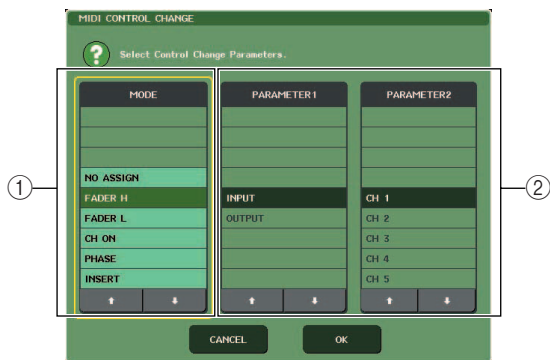 MIDI CONTROL CHANGE
? Select Control Change Parameters.
MODE PARAMETER1 PARAMETER2
NO ASSIGN
1 FADER H INPUT CH 1 2
FADER L OUTPUT CH 2
CH ON CH 3
PHASE CH 4
INSERT CH 5
CANCEL OK